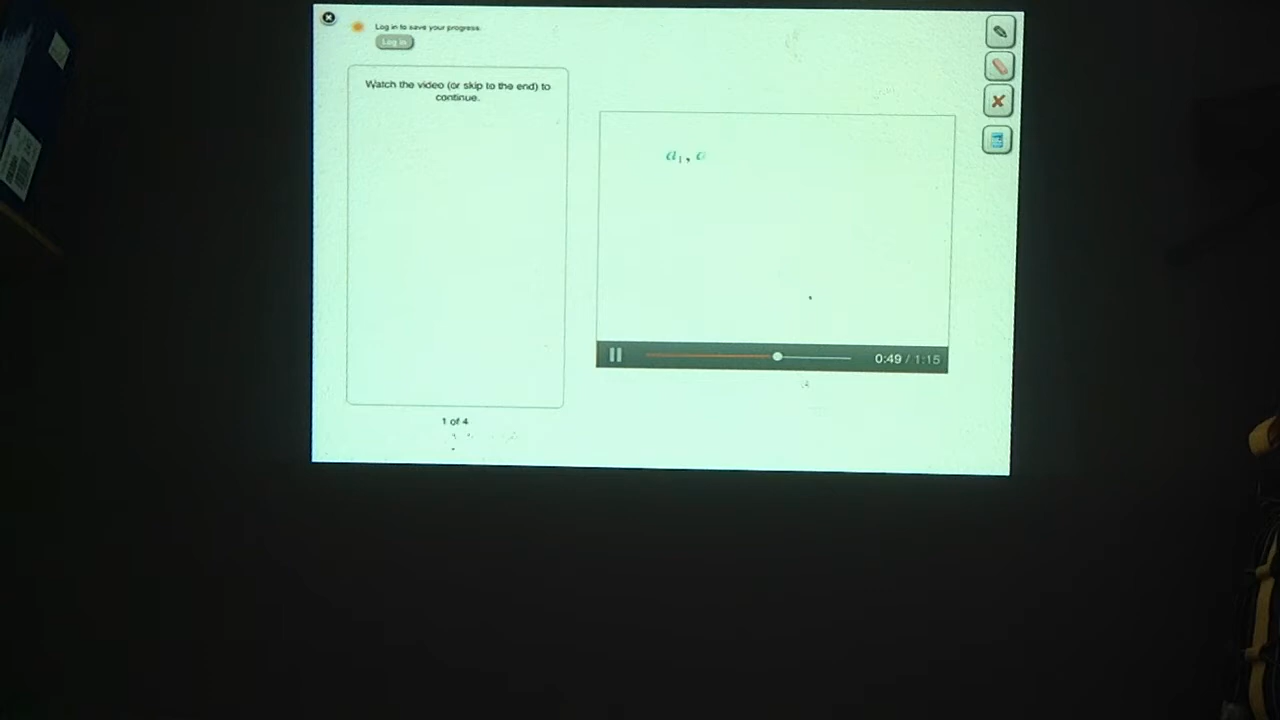 Log in to save your progress.
Log in
Watch the video (or skip to the end) to
continue.
a₁, a
0:49 / 1:15
1 of 4